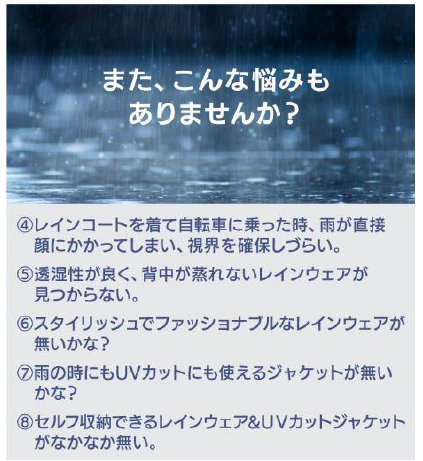 また、こんな悩みも
ありませんか？
④レインコートを着て自転車に乗った時、雨が直接
顔にかかってしまい、視界を確保しづらい。
⑤透湿性が良く、背中が蒸れないレインウェアが
見つからない。
⑥スタイリッシュでファッショナブルなレインウェアが
無いかな？
⑦雨の時にもUVカットにも使えるジャケットが無い
かな？
⑧セルフ収納できるレインウェア&UVカットジャケット
がなかなか無い。